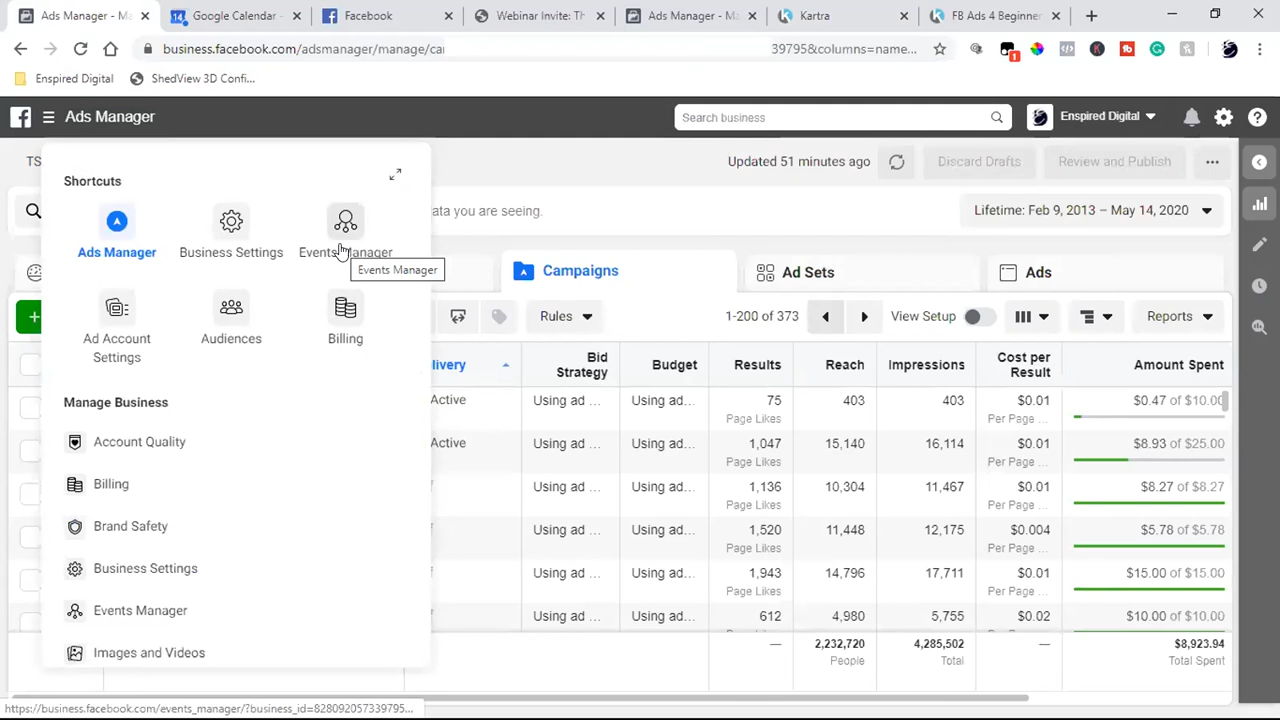 Ads Manager - Ma
Google Calendar -
Facebook
Webinar Invite: Th
Ads Manager - Ma
Kartra
FB Ads 4 Beginner
14
business.facebook.com/adsmanager/manage/ca
39795&columns=name...
1
Enspired Digital
ShedView 3D Confi...
Ads Manager
Search business
Enspired Digital
TS
Updated 51 minutes ago
Discard Drafts
Review and Publish
Shortcuts
ata you are seeing.
Lifetime: Feb 9, 2013 – May 14, 2020
Ads Manager
Business Settings
Events Manager
Events Manager
Campaigns
Ad Sets
Ads
Ad Account Settings
Audiences
Billing
Rules
1-200 of 373
View Setup
Reports
livery
Bid Strategy
Budget
Results
Reach
Impressions
Cost per Result
Amount Spent
Active
Using ad ...
Using ad...
75
403
403
$0.01
$0.47 of $10.00
Page Likes
Per Page ...
Active
Using ad ...
Using ad...
1,047
15,140
16,114
$0.01
$8.93 of $25.00
Page Likes
Per Page ...
Using ad ...
Using ad...
1,136
10,304
11,467
$0.01
$8.27 of $8.27
Page Likes
Per Page ...
Using ad ...
Using ad...
1,520
11,448
12,175
$0.004
$5.78 of $5.78
Page Likes
Per Page ...
Using ad ...
Using ad...
1,943
14,796
17,711
$0.01
$15.00 of $15.00
Page Likes
Per Page ...
Using ad ...
Using ad...
612
4,980
5,755
$0.02
$10.00 of $10.00
—
2,232,720
People
4,285,502
Total
—
$8,923.94
Total Spent
Manage Business
Account Quality
Billing
Brand Safety
Business Settings
Events Manager
Images and Videos
https://business.facebook.com/events_manager/?business_id=828092057339795...